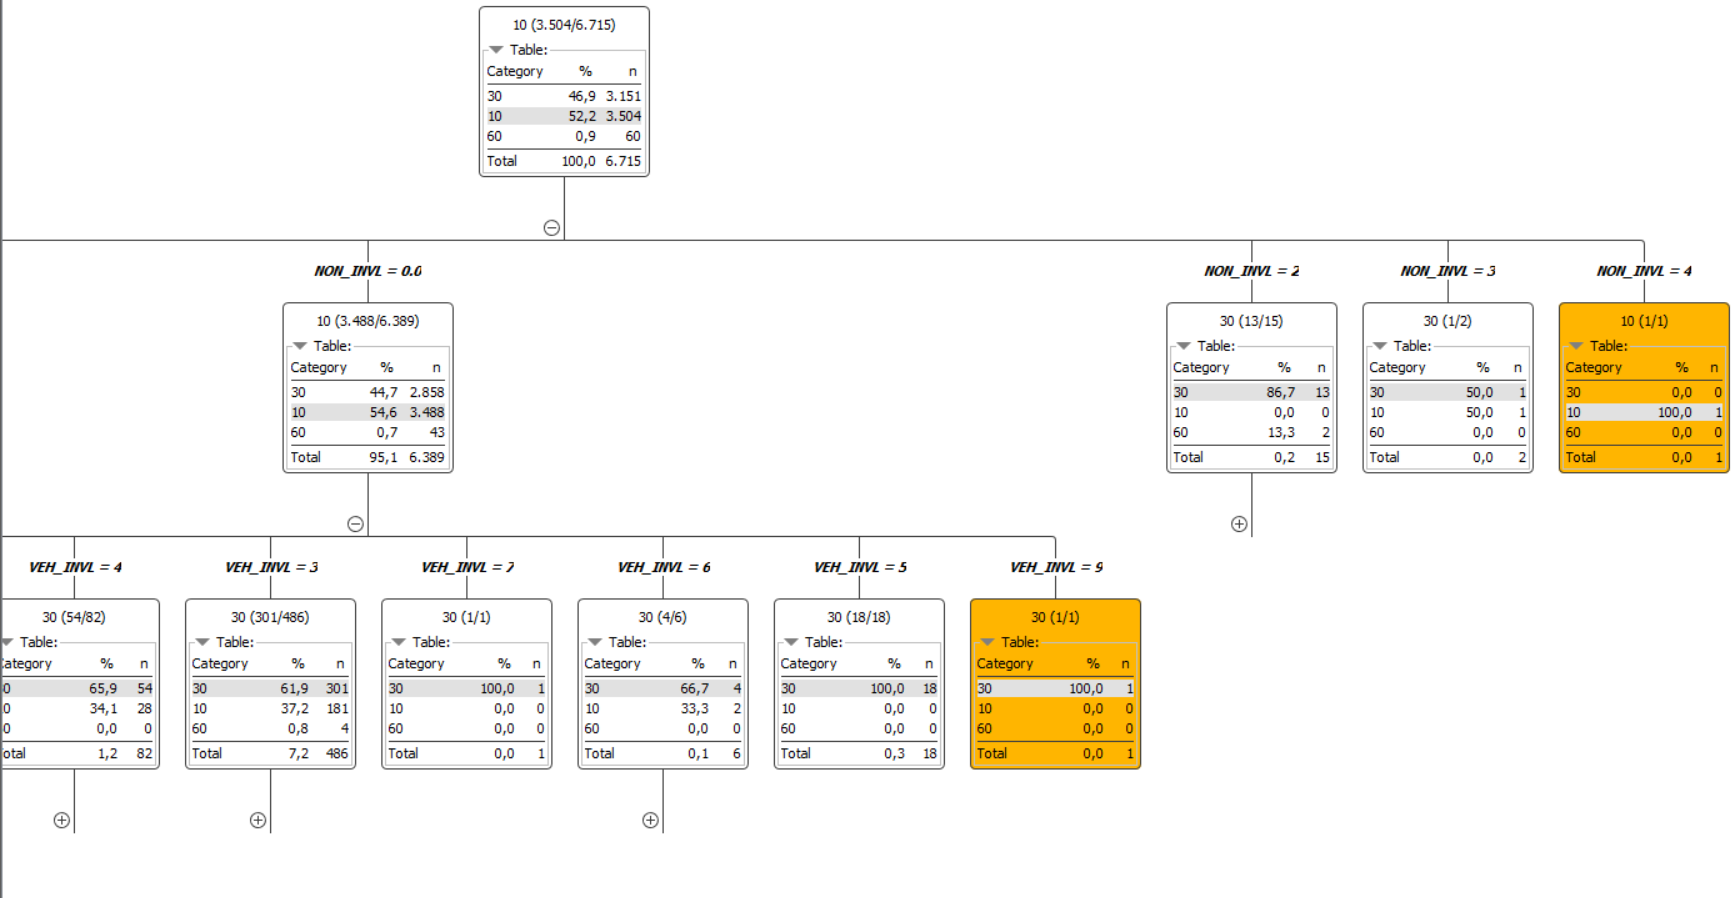 10 (3.504/6.715)
Table:
Category % n
30 46,9 3.151
10 52,2 3.504
60 0,9 60
Total 100,0 6.715
NON_INVL = 0.0
NON_INVL = 2
NON_INVL = 3
NON_INVL = 4
10 (3.488/6.389)
Table:
Category % n
30 44,7 2.858
10 54,6 3.488
60 0,7 43
Total 95,1 6.389
30 (13/15)
Table:
Category % n
30 86,7 13
10 0,0 0
60 13,3 2
Total 0,2 15
30 (1/2)
Table:
Category % n
30 50,0 1
10 50,0 1
60 0,0 0
Total 0,0 2
10 (1/1)
Table:
Category % n
30 0,0 0
10 100,0 1
60 0,0 0
Total 0,0 1
VEH_INVL = 4
VEH_INVL = 3
VEH_INVL = 7
VEH_INVL = 6
VEH_INVL = 5
VEH_INVL = 9
30 (54/82)
Table:
ategory % n
0 65,9 54
0 34,1 28
0 0,0 0
otal 1,2 82
30 (301/486)
Table:
Category % n
30 61,9 301
10 37,2 181
60 0,8 4
Total 7,2 486
30 (1/1)
Table:
Category % n
30 100,0 1
10 0,0 0
60 0,0 0
Total 0,0 1
30 (4/6)
Table:
Category % n
30 66,7 4
10 33,3 2
60 0,0 0
Total 0,1 6
30 (18/18)
Table:
Category % n
30 100,0 18
10 0,0 0
60 0,0 0
Total 0,3 18
30 (1/1)
Table:
Category % n
30 100,0 1
10 0,0 0
60 0,0 0
Total 0,0 1